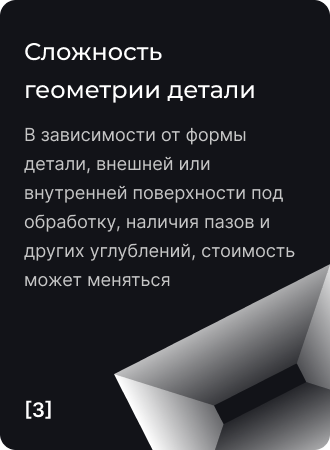 Сложность
геометрии детали
В зависимости от формы
детали, внешней или
внутренней поверхности под
обработку, наличия пазов и
других углублений, стоимость
может меняться
[3]